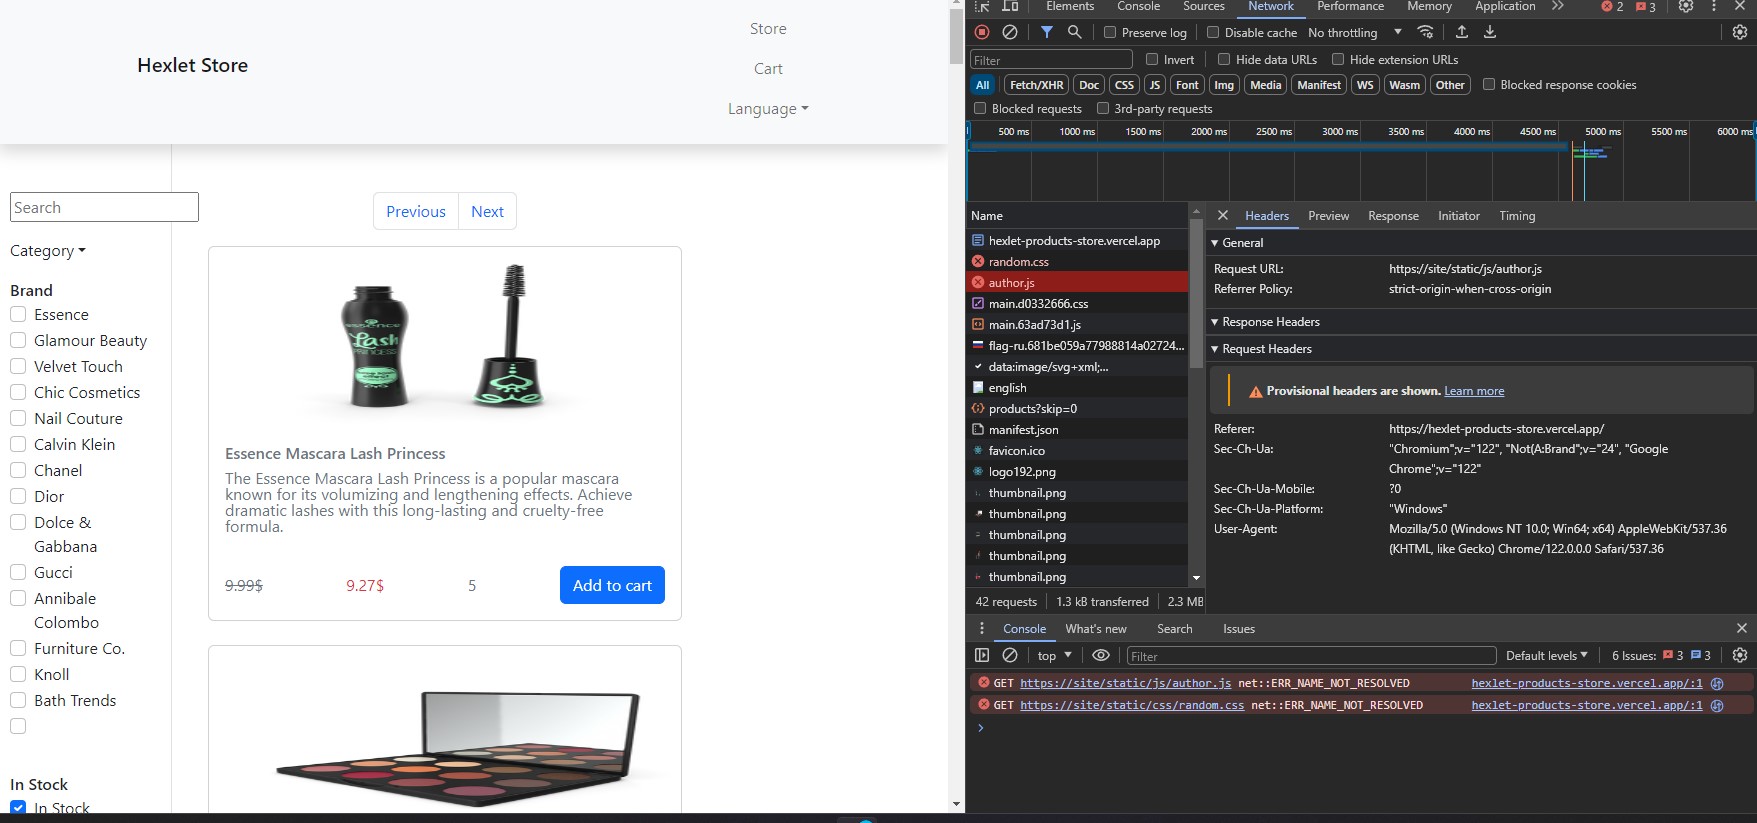 Store
Hexlet Store
Cart
Language
Search
Previous
Next
Category
Brand
Essence
Glamour Beauty
Velvet Touch
Chic Cosmetics
Nail Couture
Calvin Klein
Chanel
Dior
Dolce &
Gabbana
Gucci
Annibale
Colombo
Furniture Co.
Knoll
Bath Trends
In Stock
In Stock
essence
Lash
PRINCESS
Essence Mascara Lash Princess
The Essence Mascara Lash Princess is a popular mascara
known for its volumizing and lengthening effects. Achieve
dramatic lashes with this long-lasting and cruelty-free
formula.
9.99$ 9.27$ 5 Add to cart
Elements Console Sources Network Performance Memory Application 2 3
Preserve log Disable cache No throttling
Filter Invert Hide data URLs Hide extension URLs
All Fetch/XHR Doc CSS JS Font Img Media Manifest WS Wasm Other Blocked response cookies
Blocked requests 3rd-party requests
500 ms 1000 ms 1500 ms 2000 ms 2500 ms 3000 ms 3500 ms 4000 ms 4500 ms 5000 ms 5500 ms 6000 ms
Name
hexlet-products-store.vercel.app
random.css
author.js
main.d0332666.css
main.63ad73d1.js
flag-ru.681be059a77988814a02724...
data:image/svg+xml;...
english
products?skip=0
manifest.json
favicon.ico
logo192.png
thumbnail.png
thumbnail.png
thumbnail.png
thumbnail.png
thumbnail.png
42 requests 1.3 kB transferred 2.3 MB
Headers Preview Response Initiator Timing
General
Request URL: https://site/static/js/author.js
Referrer Policy: strict-origin-when-cross-origin
Response Headers
Request Headers
Provisional headers are shown. Learn more
Referer: https://hexlet-products-store.vercel.app/
Sec-Ch-Ua: "Chromium";v="122", "Not(A:Brand";v="24", "Google
Chrome";v="122"
Sec-Ch-Ua-Mobile: ?0
Sec-Ch-Ua-Platform: "Windows"
User-Agent: Mozilla/5.0 (Windows NT 10.0; Win64; x64) AppleWebKit/537.36
(KHTML, like Gecko) Chrome/122.0.0.0 Safari/537.36
Console What's new Search Issues
top Filter Default levels 6 Issues: 3 3
GET https://site/static/js/author.js net::ERR_NAME_NOT_RESOLVED hexlet-products-store.vercel.app/:1
GET https://site/static/css/random.css net::ERR_NAME_NOT_RESOLVED hexlet-products-store.vercel.app/:1